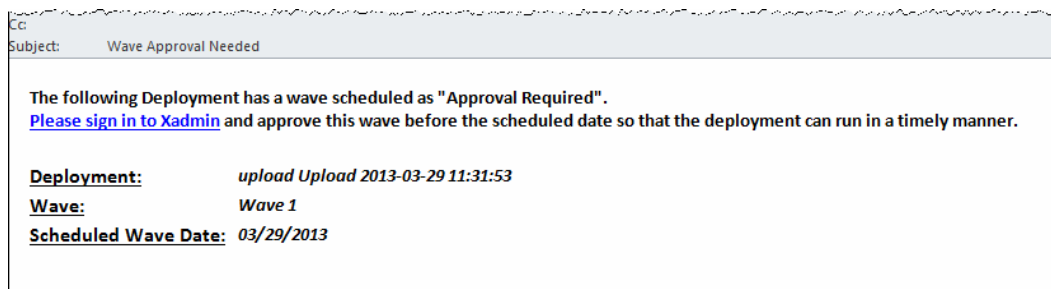 Cc:
Subject: Wave Approval Needed
The following Deployment has a wave scheduled as "Approval Required".
Please sign in to Xadmin and approve this wave before the scheduled date so that the deployment can run in a timely manner.
Deployment: upload Upload 2013-03-29 11:31:53
Wave: Wave 1
Scheduled Wave Date: 03/29/2013